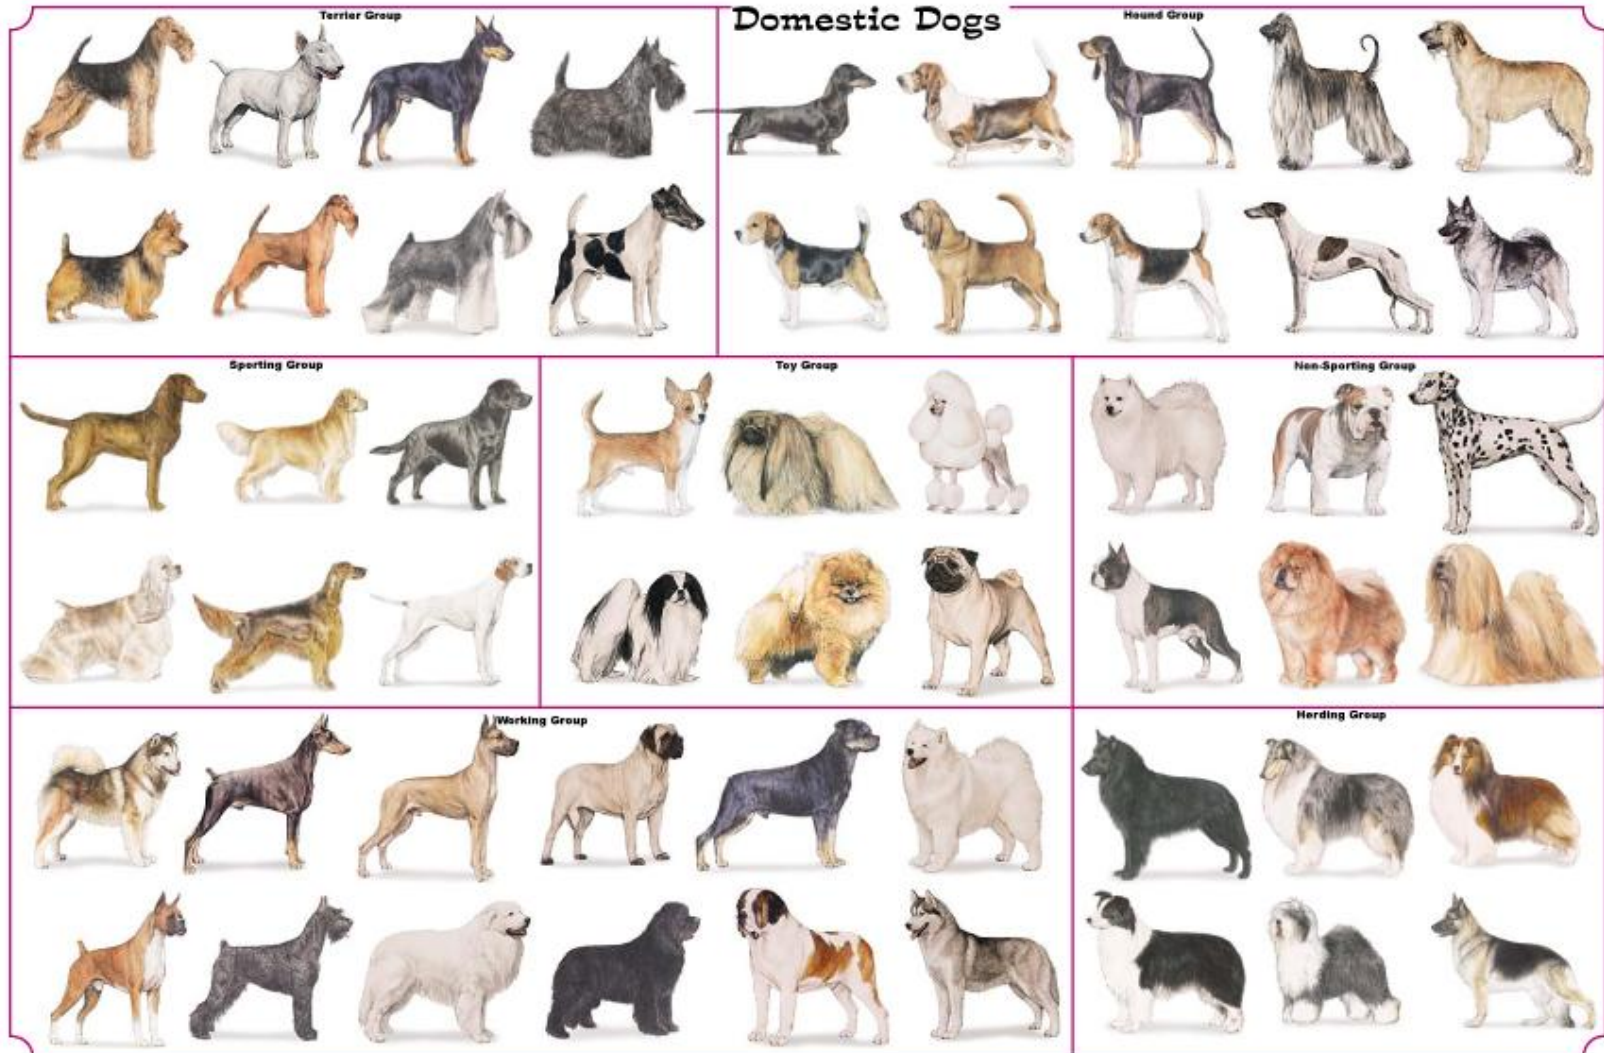 Domestic Dogs
Terrier Group
Hound Group
Sporting Group
Toy Group
Non-Sporting Group
Working Group
Herding Group